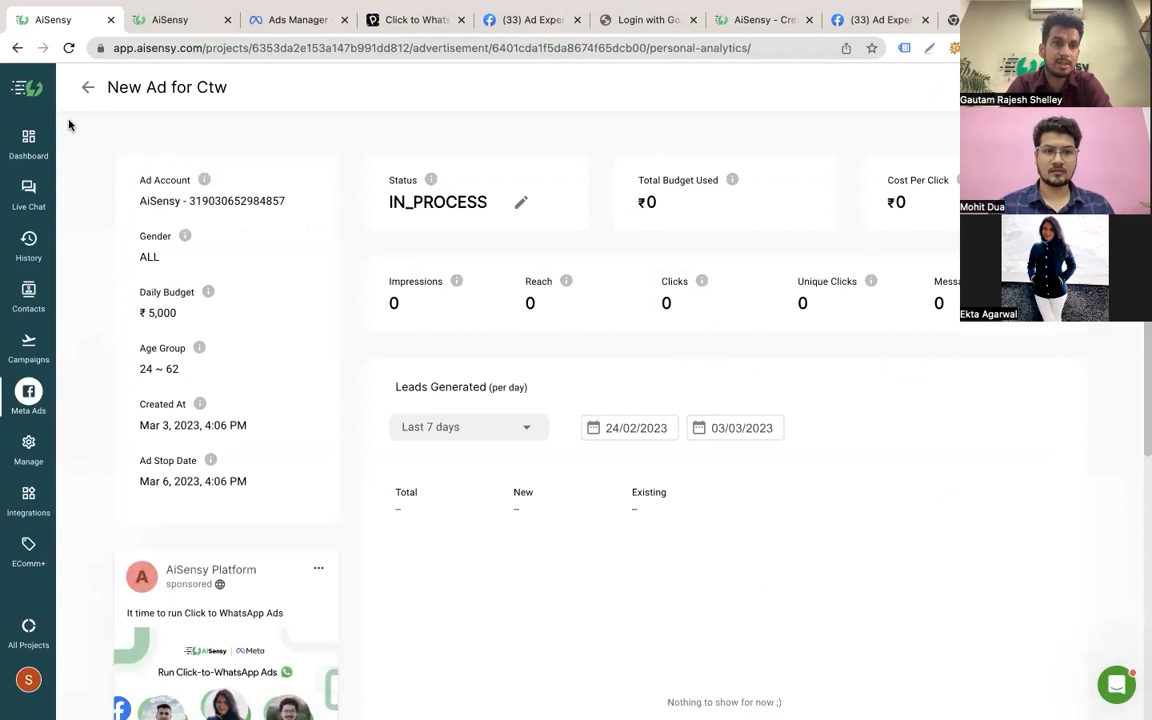 AiSensy
AiSensy
Ads Manager
Click to Whats
(33) Ad Exper
Login with Go
AiSensy - Cre
(33) Ad Exper
app.aisensy.com/projects/6353da2e153a147b991dd812/advertisement/6401cda1f5da8674f65dcb00/personal-analytics/
New Ad for Ctw
Dashboard
Live Chat
History
Contacts
Campaigns
Meta Ads
Manage
Integrations
EComm+
All Projects
S
Ad Account
AiSensy - 319030652984857
Gender
ALL
Daily Budget
₹ 5,000
Age Group
24 ~ 62
Created At
Mar 3, 2023, 4:06 PM
Ad Stop Date
Mar 6, 2023, 4:06 PM
Status
IN_PROCESS
Total Budget Used
₹0
Cost Per Click
₹0
Impressions
0
Reach
0
Clicks
0
Unique Clicks
0
Messa
0
Leads Generated (per day)
Last 7 days
24/02/2023
03/03/2023
Total
--
New
--
Existing
--
Nothing to show for now ;)
A
AiSensy Platform
sponsored
It time to run Click to WhatsApp Ads
AiSensy Meta
Run Click-to-WhatsApp Ads
Gautam Rajesh Shelley
Mohit Dua
Ekta Agarwal